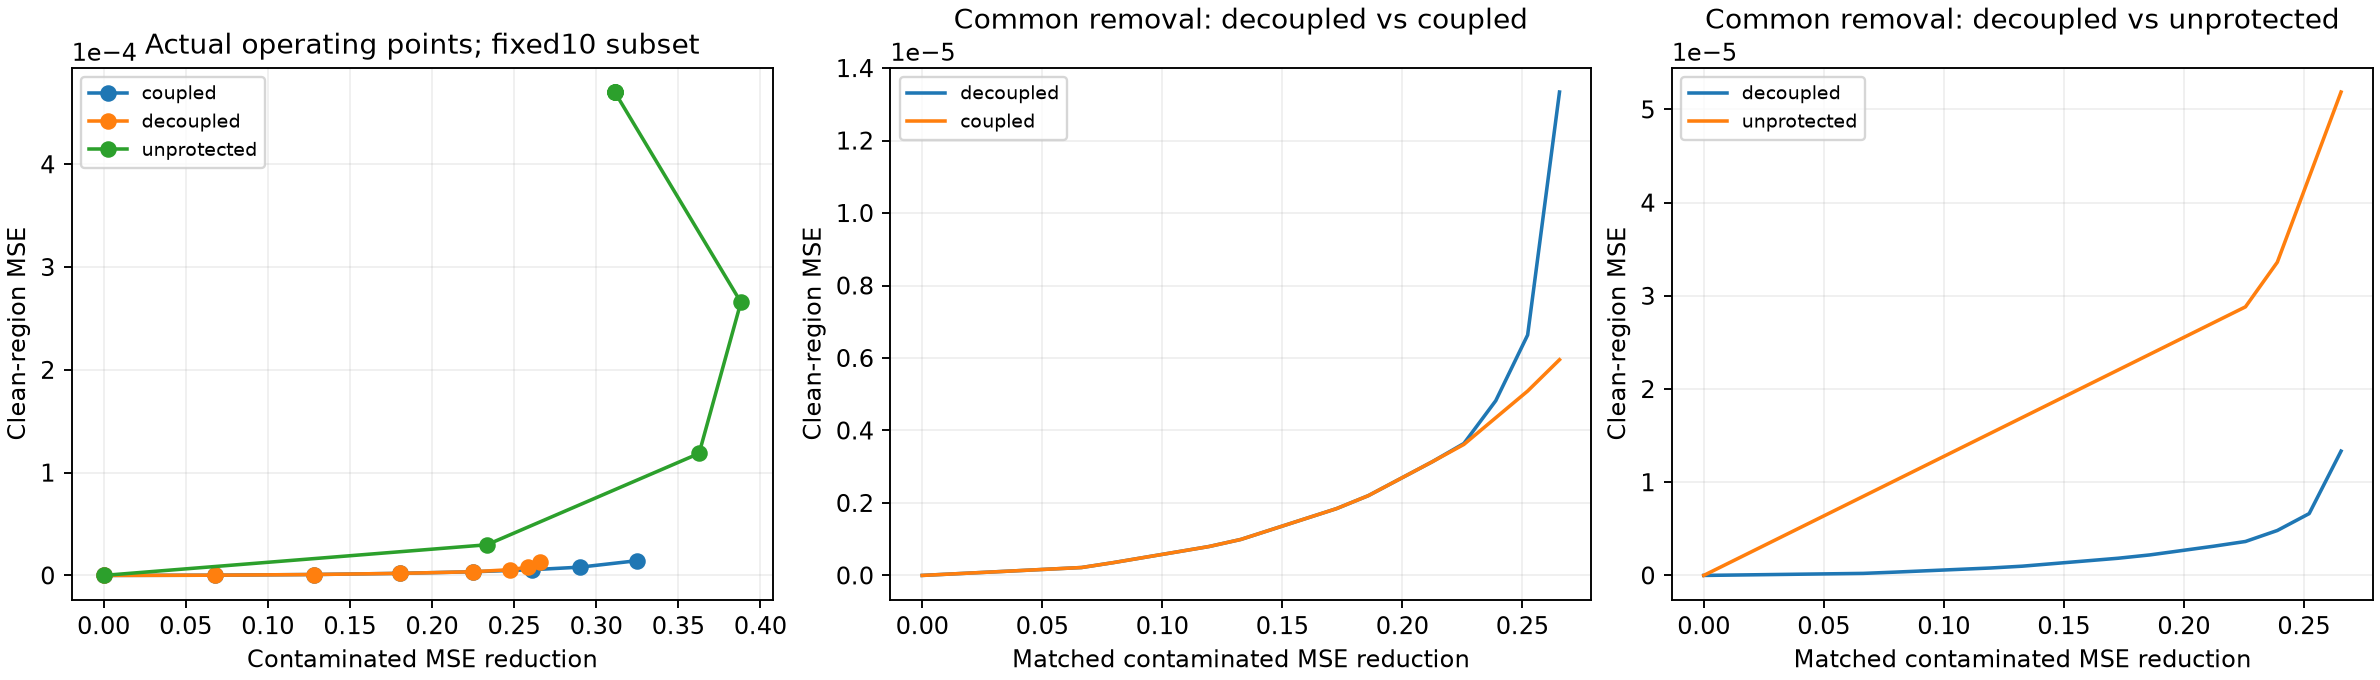 Actual operating points; fixed10 subset
1e−4
coupled
decoupled
unprotected
4
3
2
1
0
Clean-region MSE
0.00 0.05 0.10 0.15 0.20 0.25 0.30 0.35 0.40
Contaminated MSE reduction
Common removal: decoupled vs coupled
1e−5
decoupled
coupled
1.4
1.2
1.0
0.8
0.6
0.4
0.2
0.0
Clean-region MSE
0.00 0.05 0.10 0.15 0.20 0.25
Matched contaminated MSE reduction
Common removal: decoupled vs unprotected
1e−5
decoupled
unprotected
5
4
3
2
1
0
Clean-region MSE
0.00 0.05 0.10 0.15 0.20 0.25
Matched contaminated MSE reduction